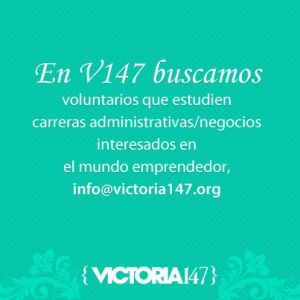 En V147 buscamos
voluntarios que estudien
carreras administrativas/negocios
interesados en
el mundo emprendedor,
info@victoria147.org
{VICTORIA147}